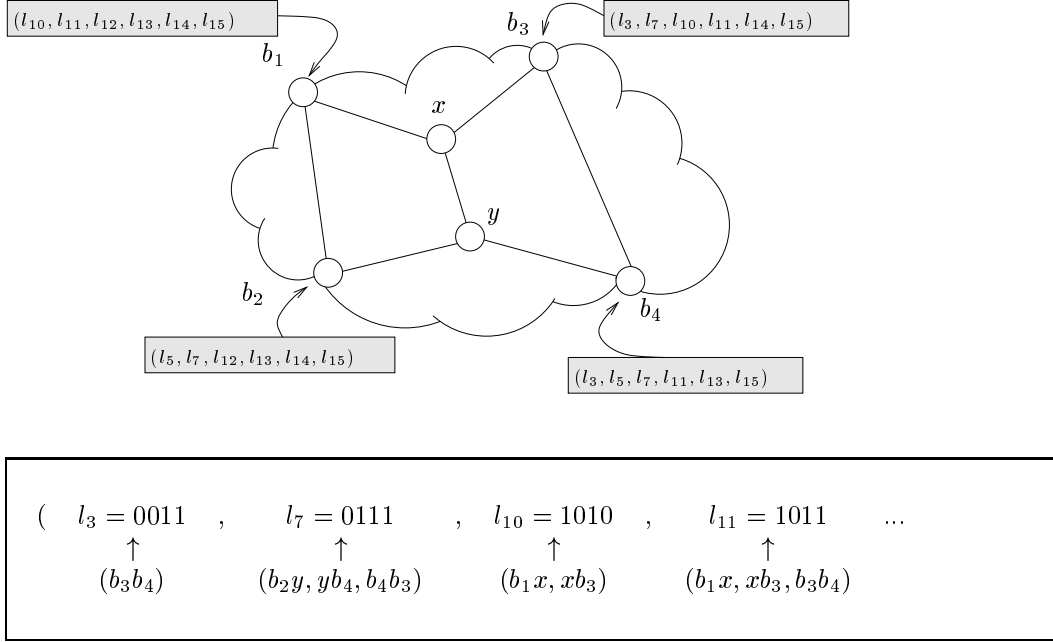 (l₁₀, l₁₁, l₁₂, l₁₃, l₁₄, l₁₅)
(l₃, l₇, l₁₀, l₁₁, l₁₄, l₁₅)
b₃
b₁
x
y
b₂
b₄
(l₅, l₇, l₁₂, l₁₃, l₁₄, l₁₅)
(l₃, l₅, l₇, l₁₁, l₁₃, l₁₅)
( l₃ = 0011 , l₇ = 0111 , l₁₀ = 1010 , l₁₁ = 1011 ...
↑ ↑ ↑ ↑
(b₃b₄) (b₂y, yb₄, b₄b₃) (b₁x, xb₃) (b₁x, xb₃, b₃b₄)